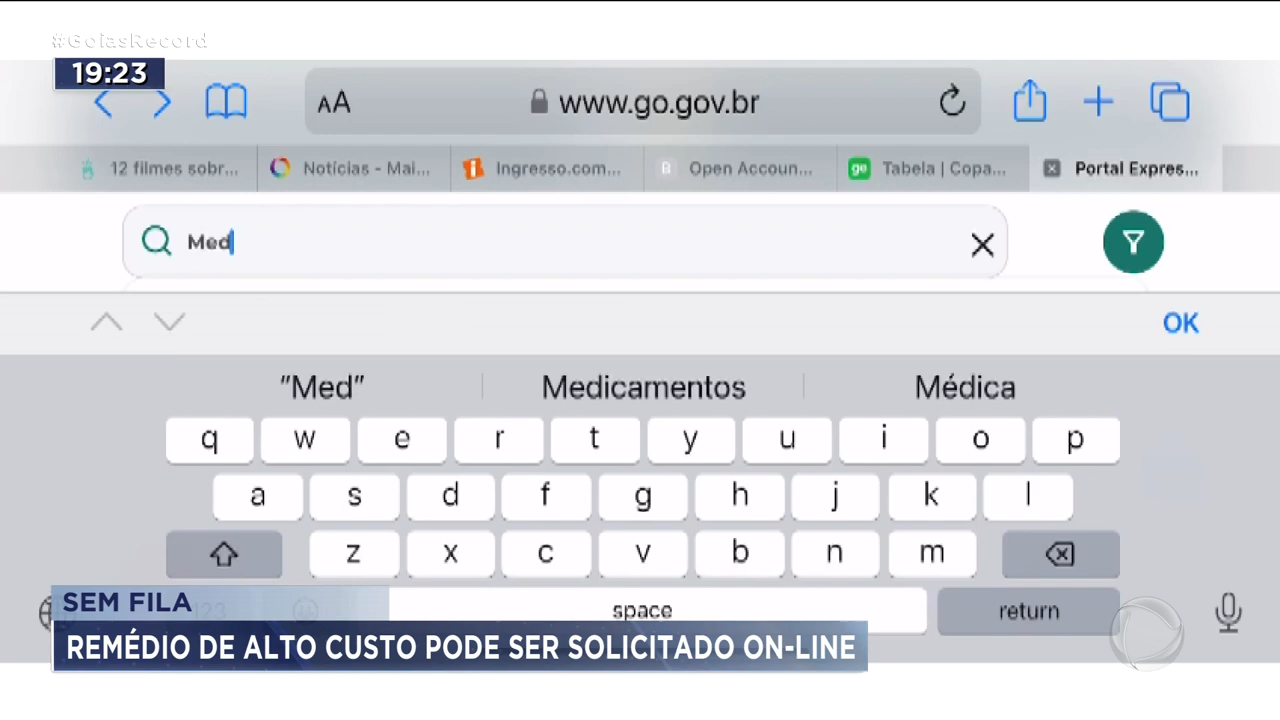 #GoiasRecord
19:23
AA
www.go.gov.br
12 filmes sobr...
Notícias - Mai...
Ingresso.com...
B
Open Accoun...
ge
Tabela | Copa...
Portal Expres...
Med
OK
"Med"
Medicamentos
Médica
q w e r t y u i o p
a s d f g h j k l
z x c v b n m
123
space
return
SEM FILA
REMÉDIO DE ALTO CUSTO PODE SER SOLICITADO ON-LINE